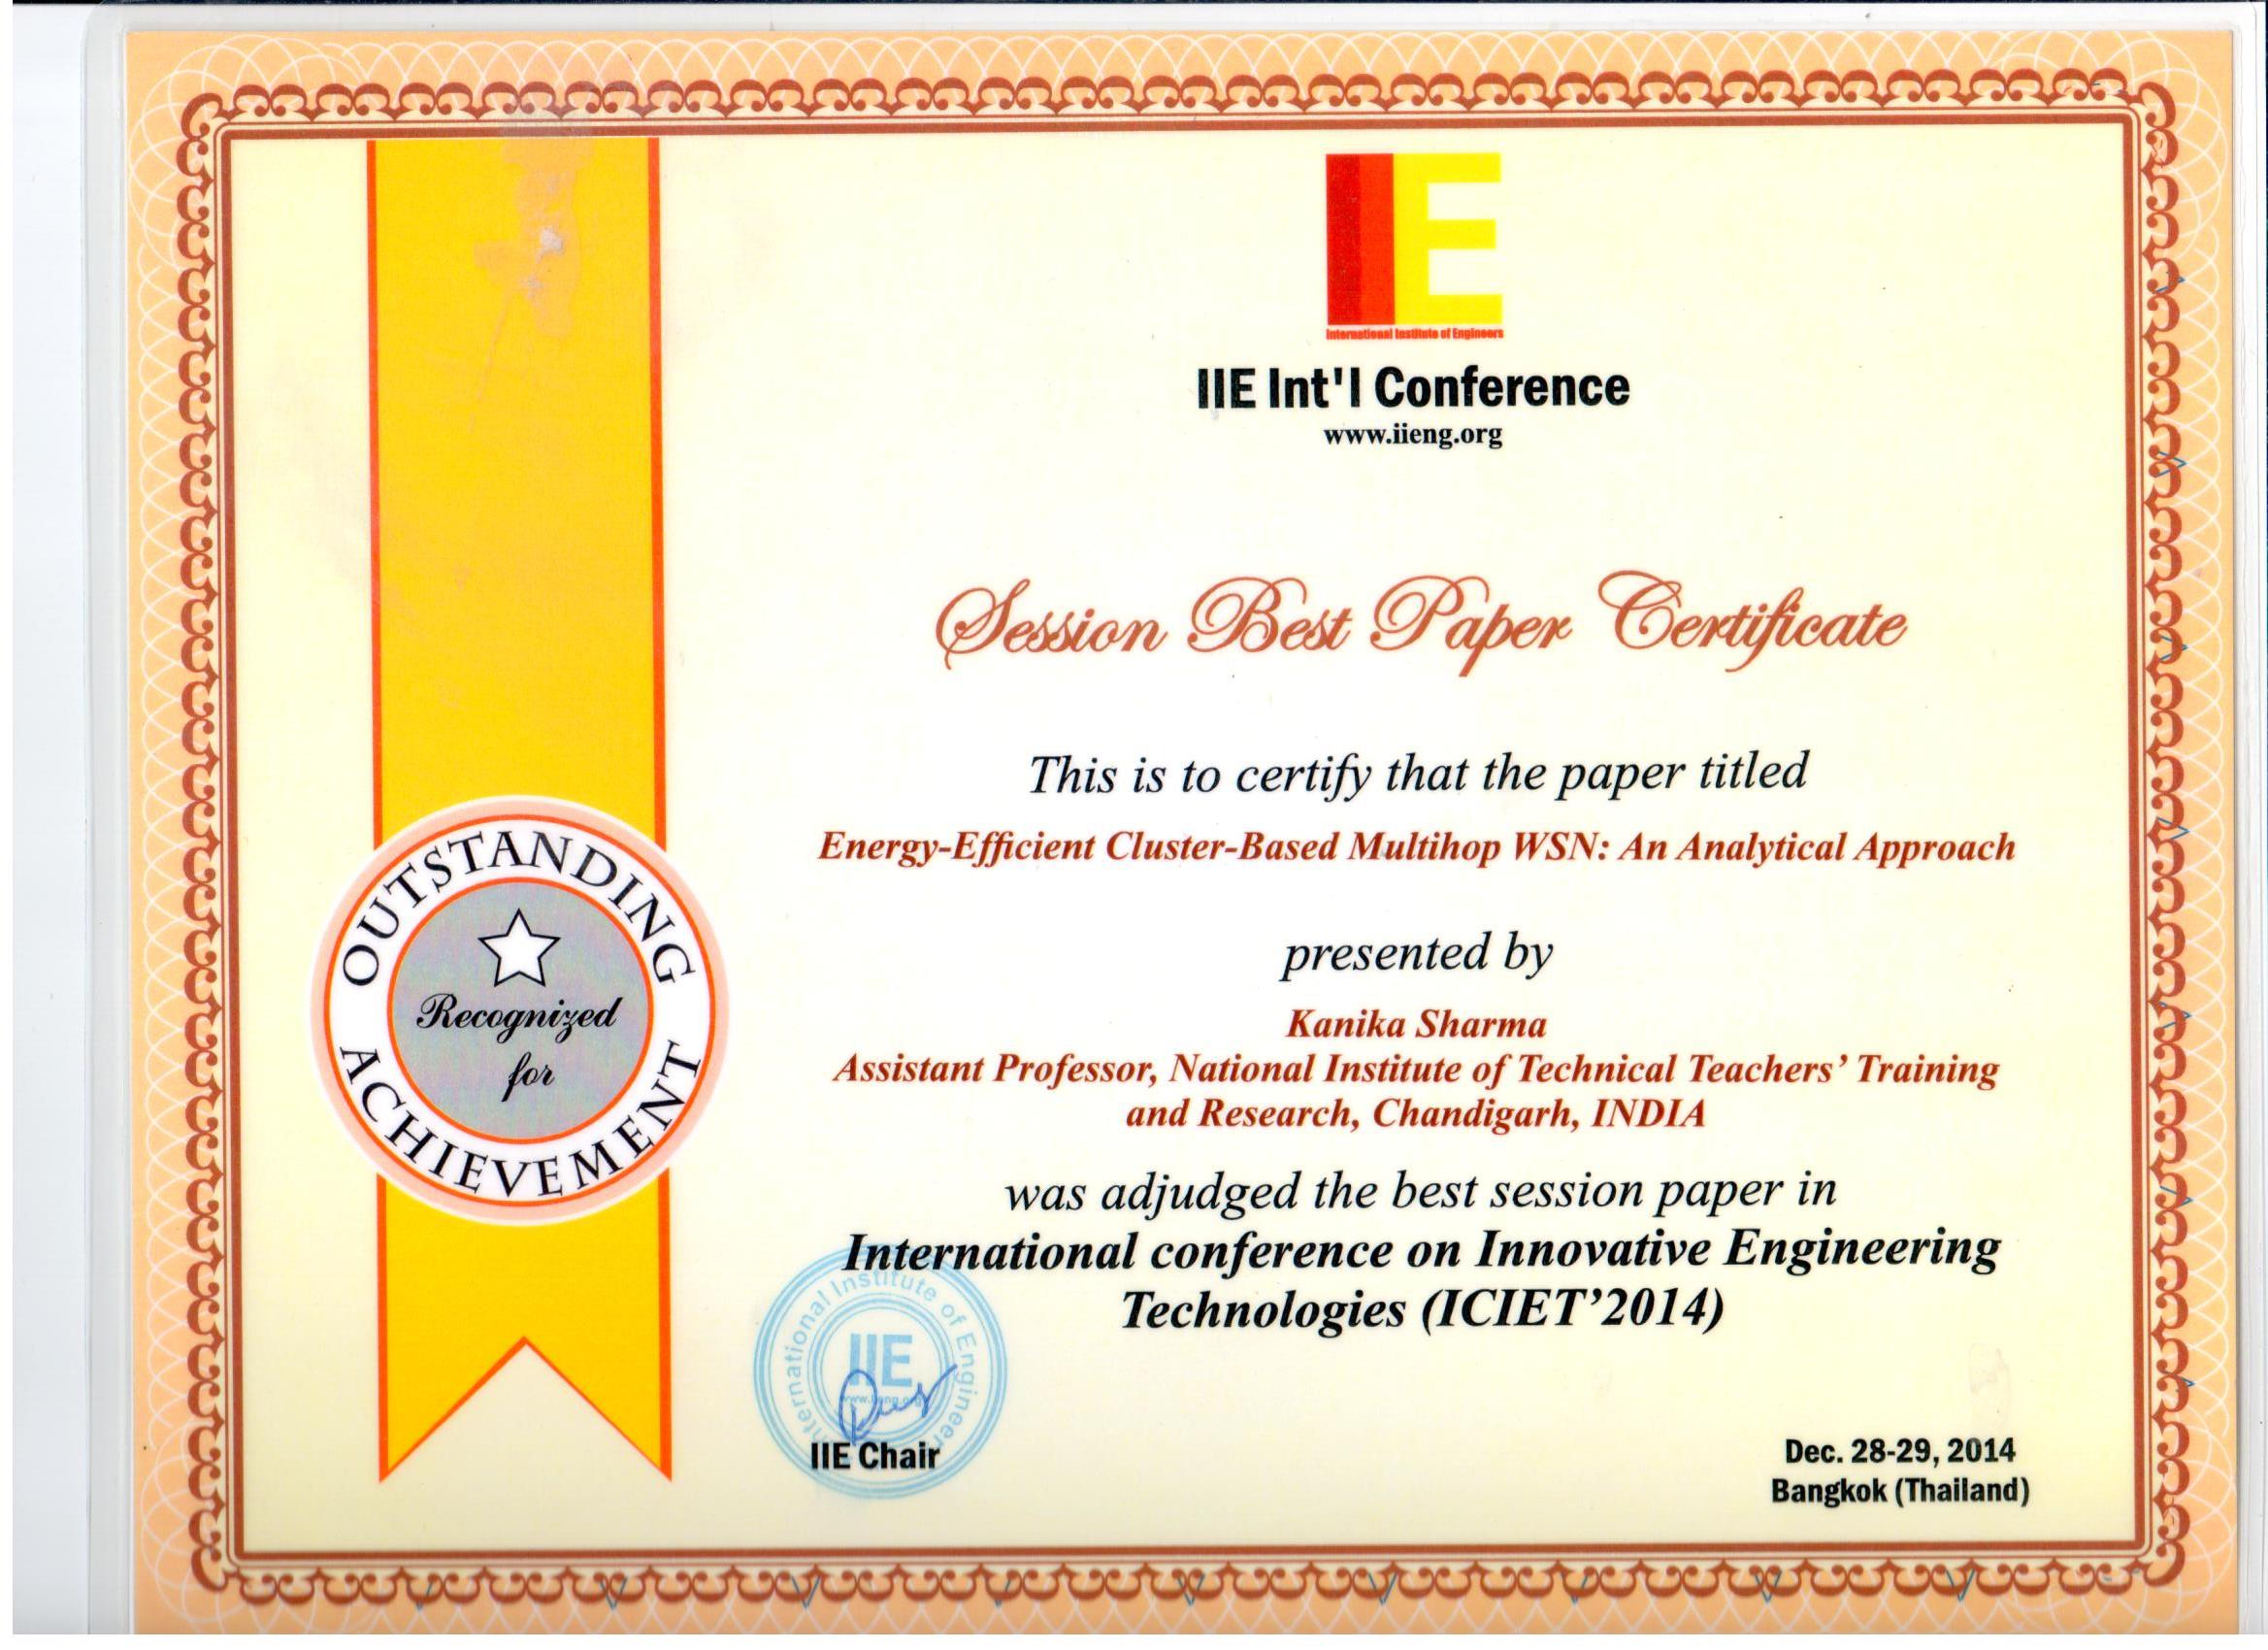 International Institute of Engineers
IIE Int'l Conference
www.iieng.org
Session Best Paper Certificate
This is to certify that the paper titled
Energy-Efficient Cluster-Based Multihop WSN: An Analytical Approach
presented by
Kanika Sharma
Assistant Professor, National Institute of Technical Teachers’ Training
and Research, Chandigarh, INDIA
was adjudged the best session paper in
International conference on Innovative Engineering
Technologies (ICIET’2014)
OUTSTANDING
Recognized
for
ACHIEVEMENT
International Institute of Engineers
IIE
www.iieng.org
IIE Chair
Dec. 28-29, 2014
Bangkok (Thailand)